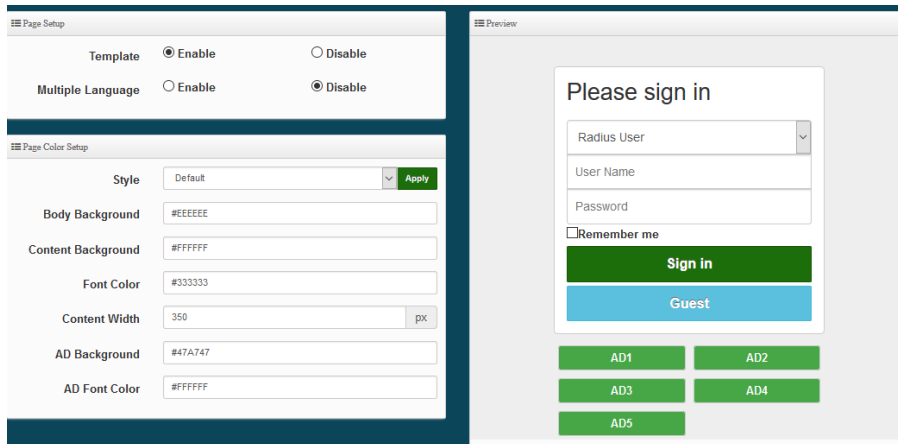 Page Setup
Template Enable Disable
Multiple Language Enable Disable
Page Color Setup
Style Default Apply
Body Background #EEEEEE
Content Background #FFFFFF
Font Color #333333
Content Width 350 px
AD Background #47A747
AD Font Color #FFFFFF
Preview
Please sign in
Radius User
User Name
Password
Remember me
Sign in
Guest
AD1 AD2
AD3 AD4
AD5